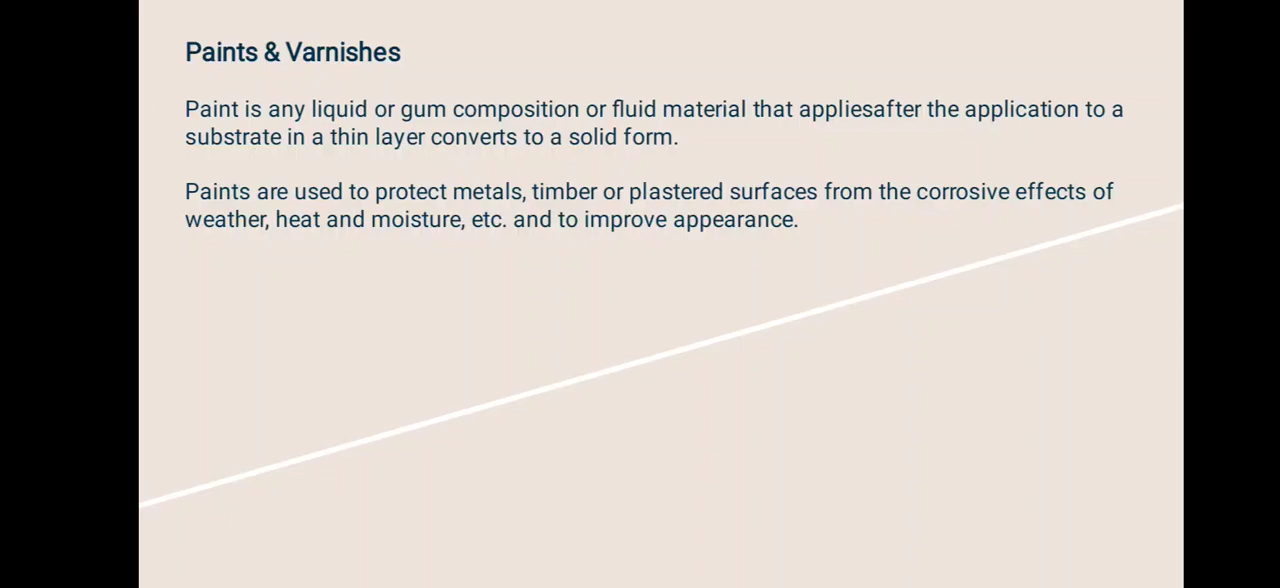 Paints & Varnishes
Paint is any liquid or gum composition or fluid material that appliesafter the application to a
substrate in a thin layer converts to a solid form.
Paints are used to protect metals, timber or plastered surfaces from the corrosive effects of
weather, heat and moisture, etc. and to improve appearance.